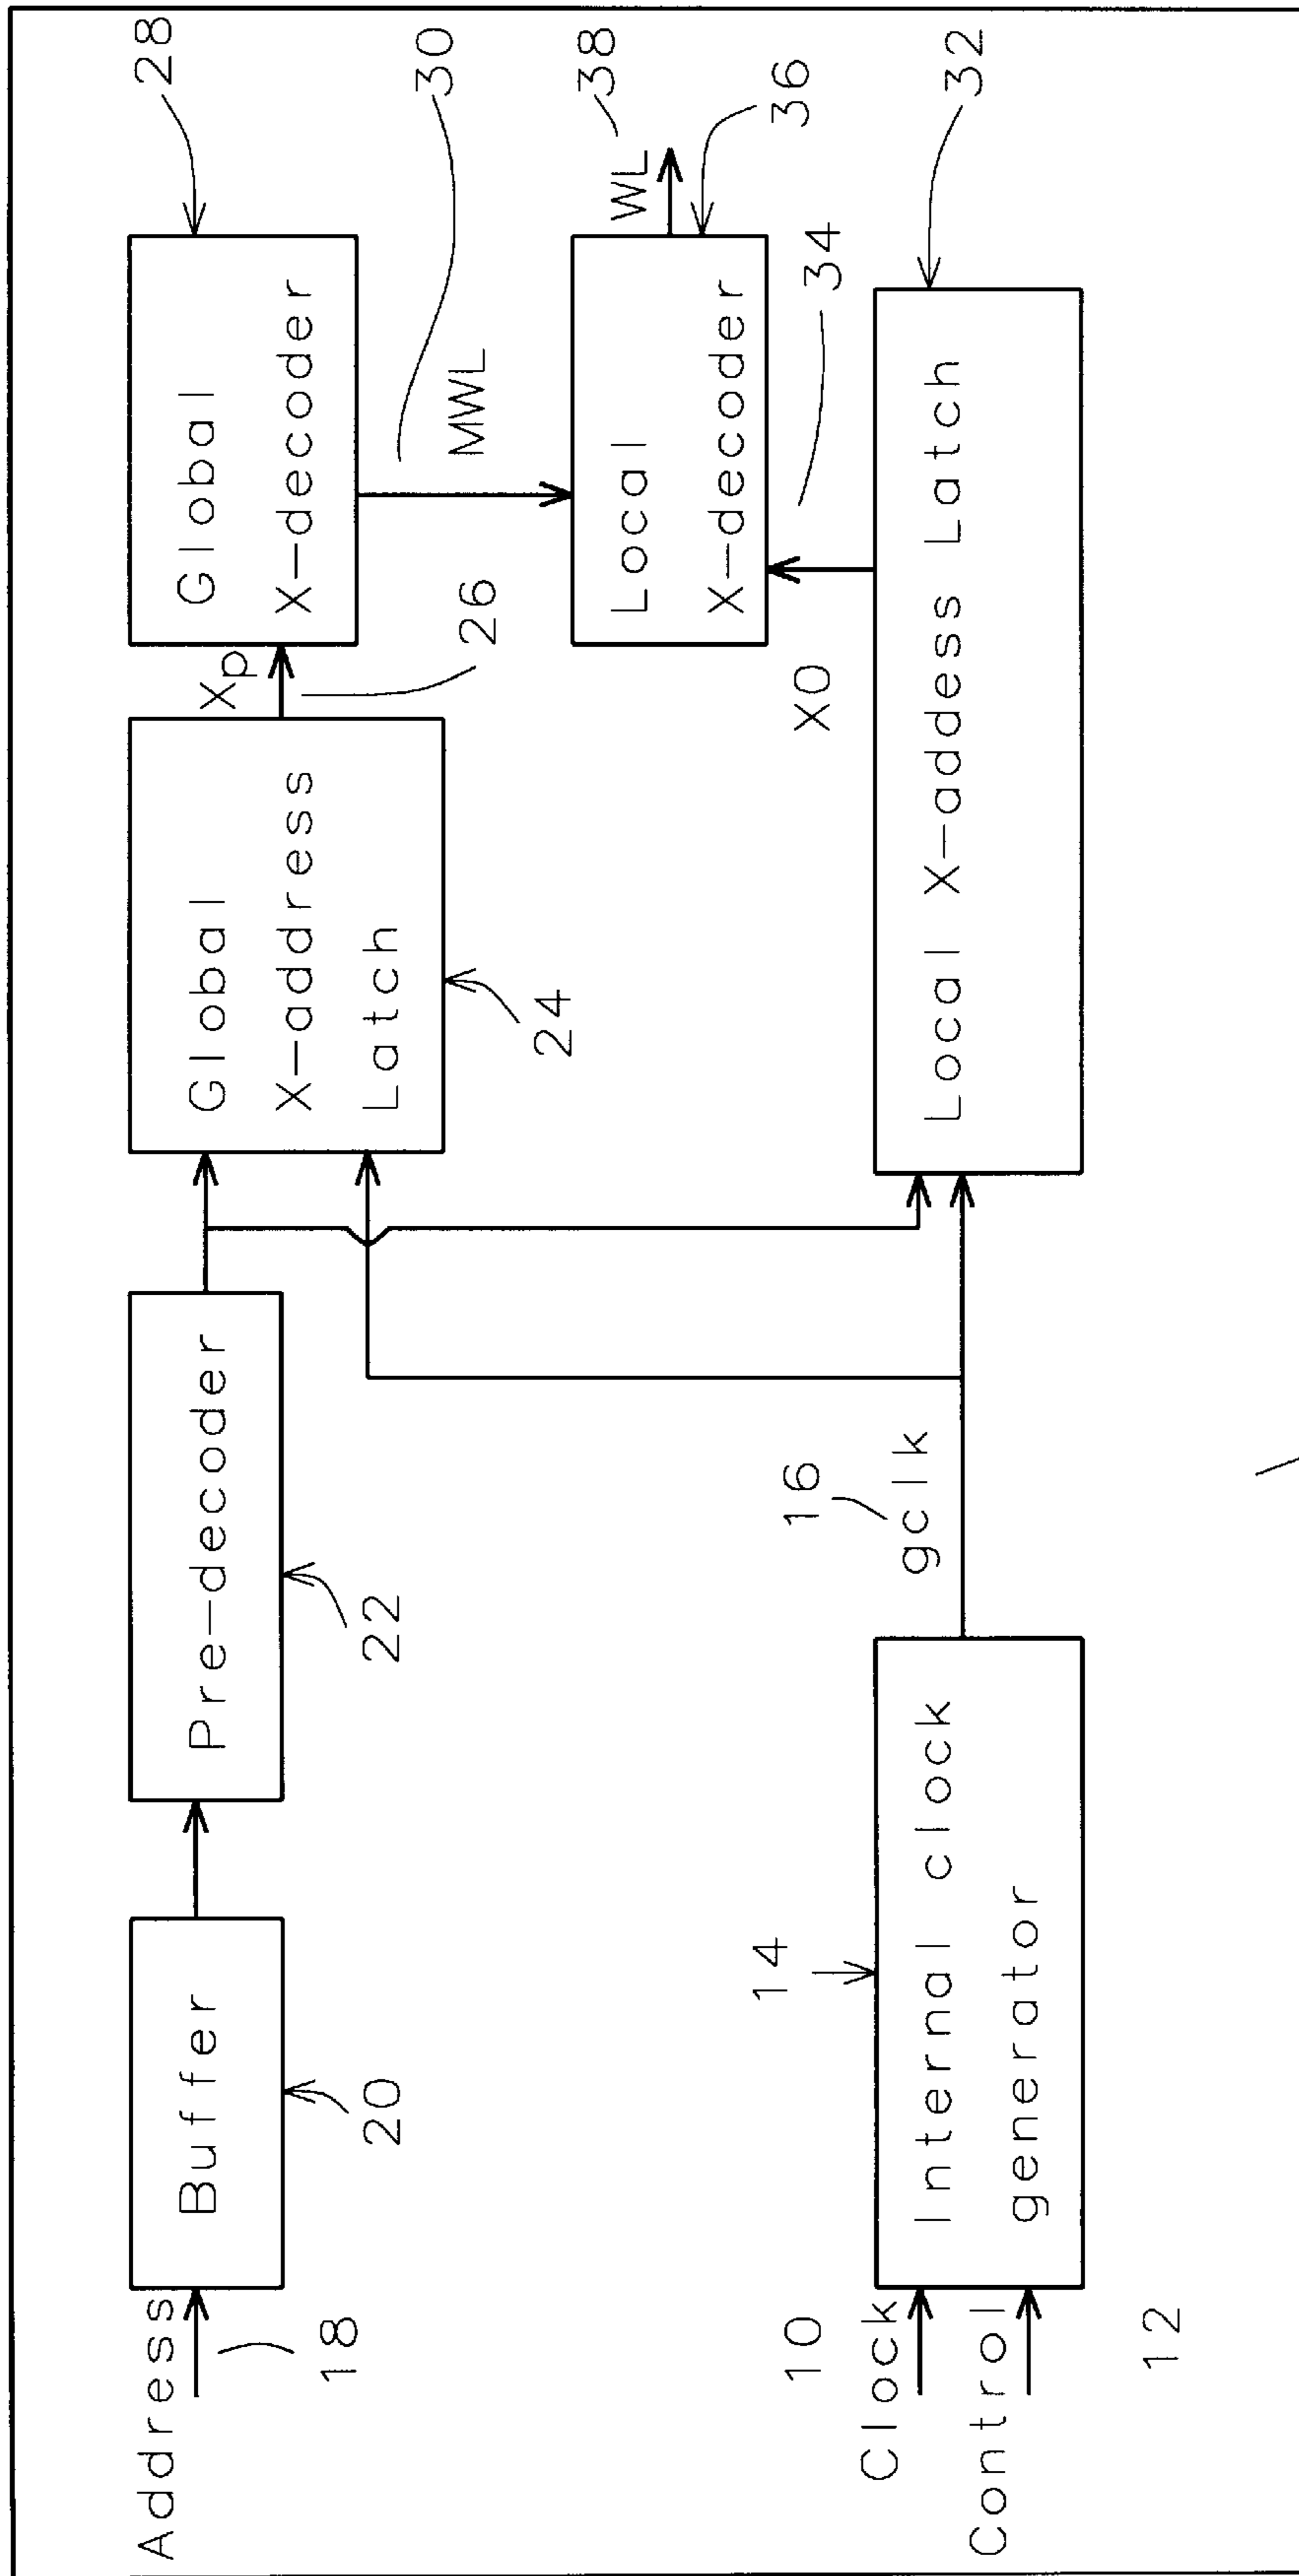 Address
18
Buffer
20
Pre-decoder
22
Global
X-address
Latch
24
Xp
26
Global
X-decoder
28
MWL
30
Local
X-decoder
WL
38
36
X0
34
Local X-addess Latch
32
10
Clock
Control
12
Internal clock
generator
14
16
gclk